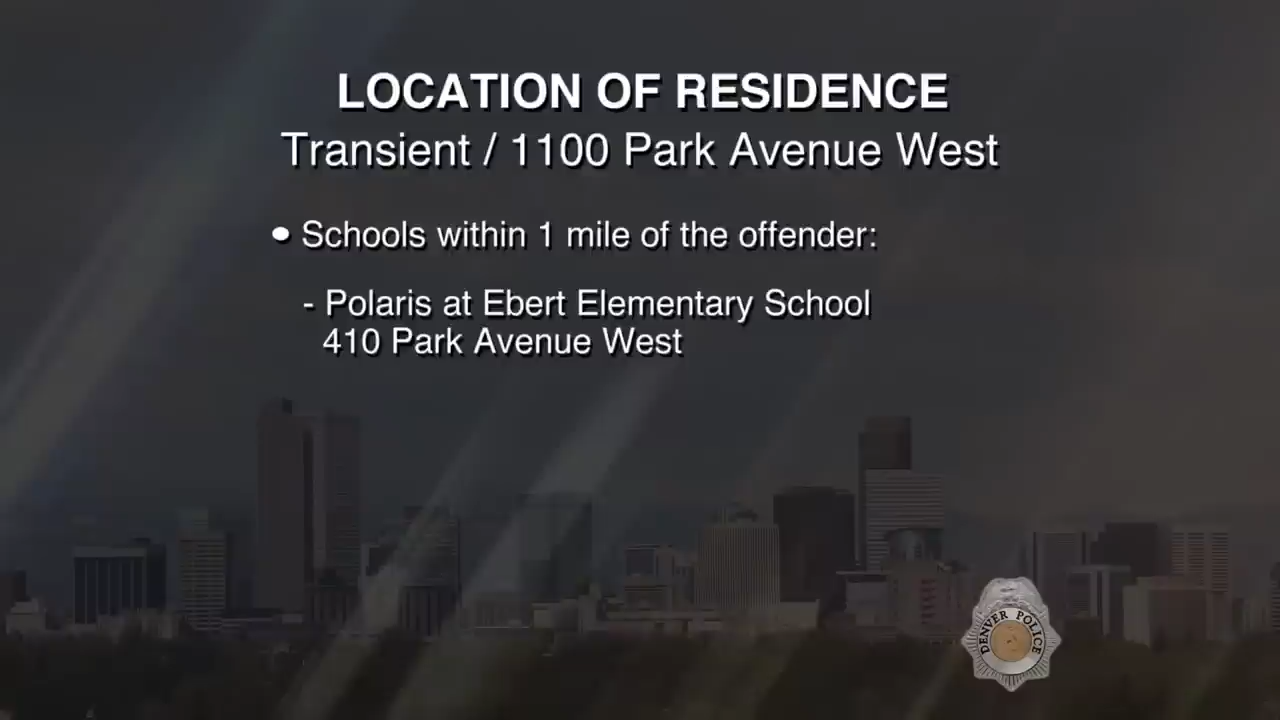 LOCATION OF RESIDENCE
Transient / 1100 Park Avenue West
• Schools within 1 mile of the offender:
- Polaris at Ebert Elementary School
410 Park Avenue West
DENVER POLICE